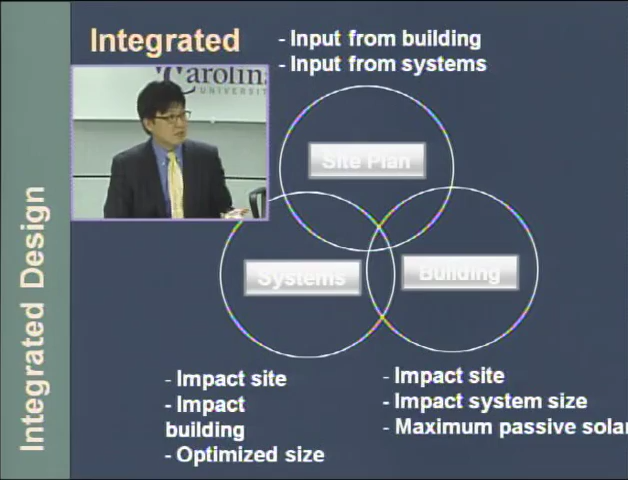 Integrated
- Input from building
- Input from systems
Carolina
UNIVERSITY
Site Plan
Systems
Building
- Impact site
- Impact
building
- Optimized size
- Impact site
- Impact system size
- Maximum passive solar
Integrated Design